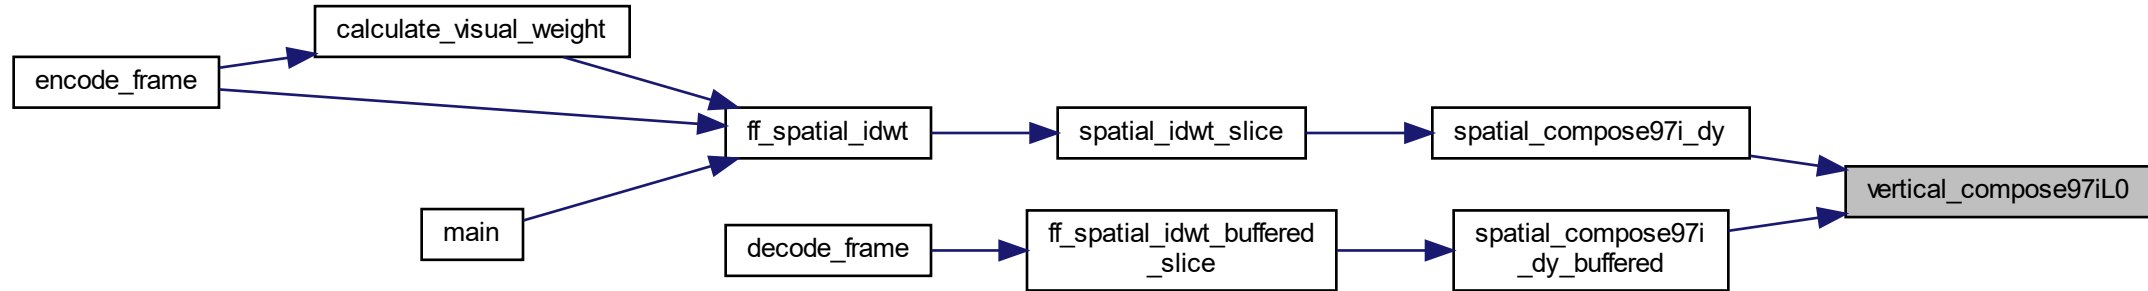 calculate_visual_weight
encode_frame
ff_spatial_idwt
spatial_idwt_slice
spatial_compose97i_dy
vertical_compose97iL0
main
decode_frame
ff_spatial_idwt_buffered
_slice
spatial_compose97i
_dy_buffered